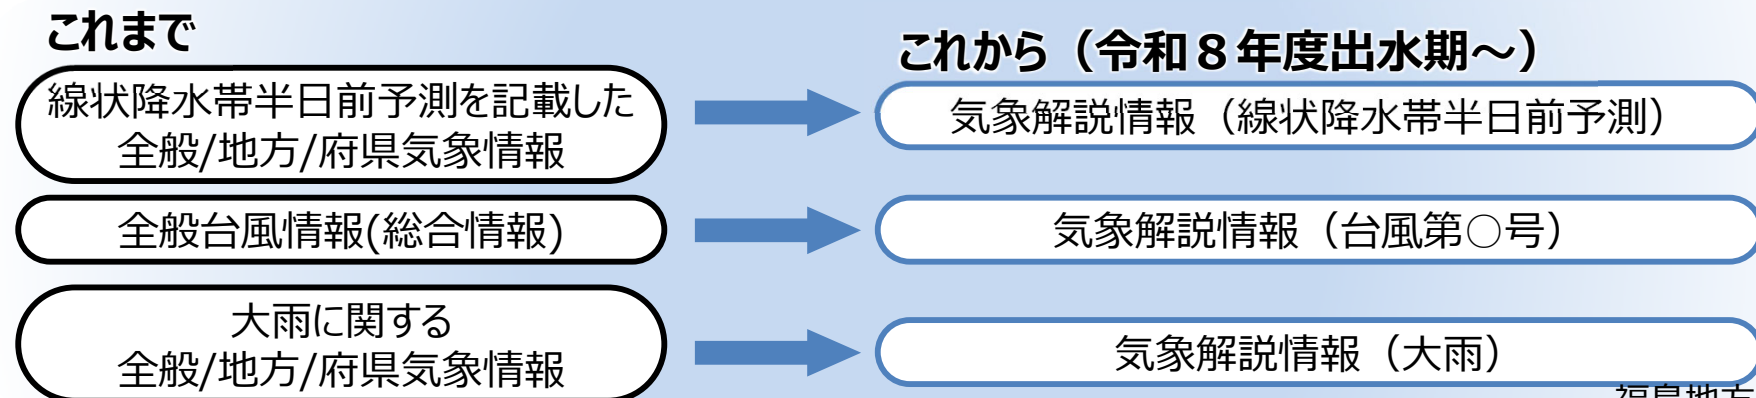 これまで
これから（令和８年度出水期～）
線状降水帯半日前予測を記載した
全般/地方/府県気象情報
気象解説情報（線状降水帯半日前予測）
全般台風情報(総合情報)
気象解説情報（台風第○号）
大雨に関する
全般/地方/府県気象情報
気象解説情報（大雨）
福島地方